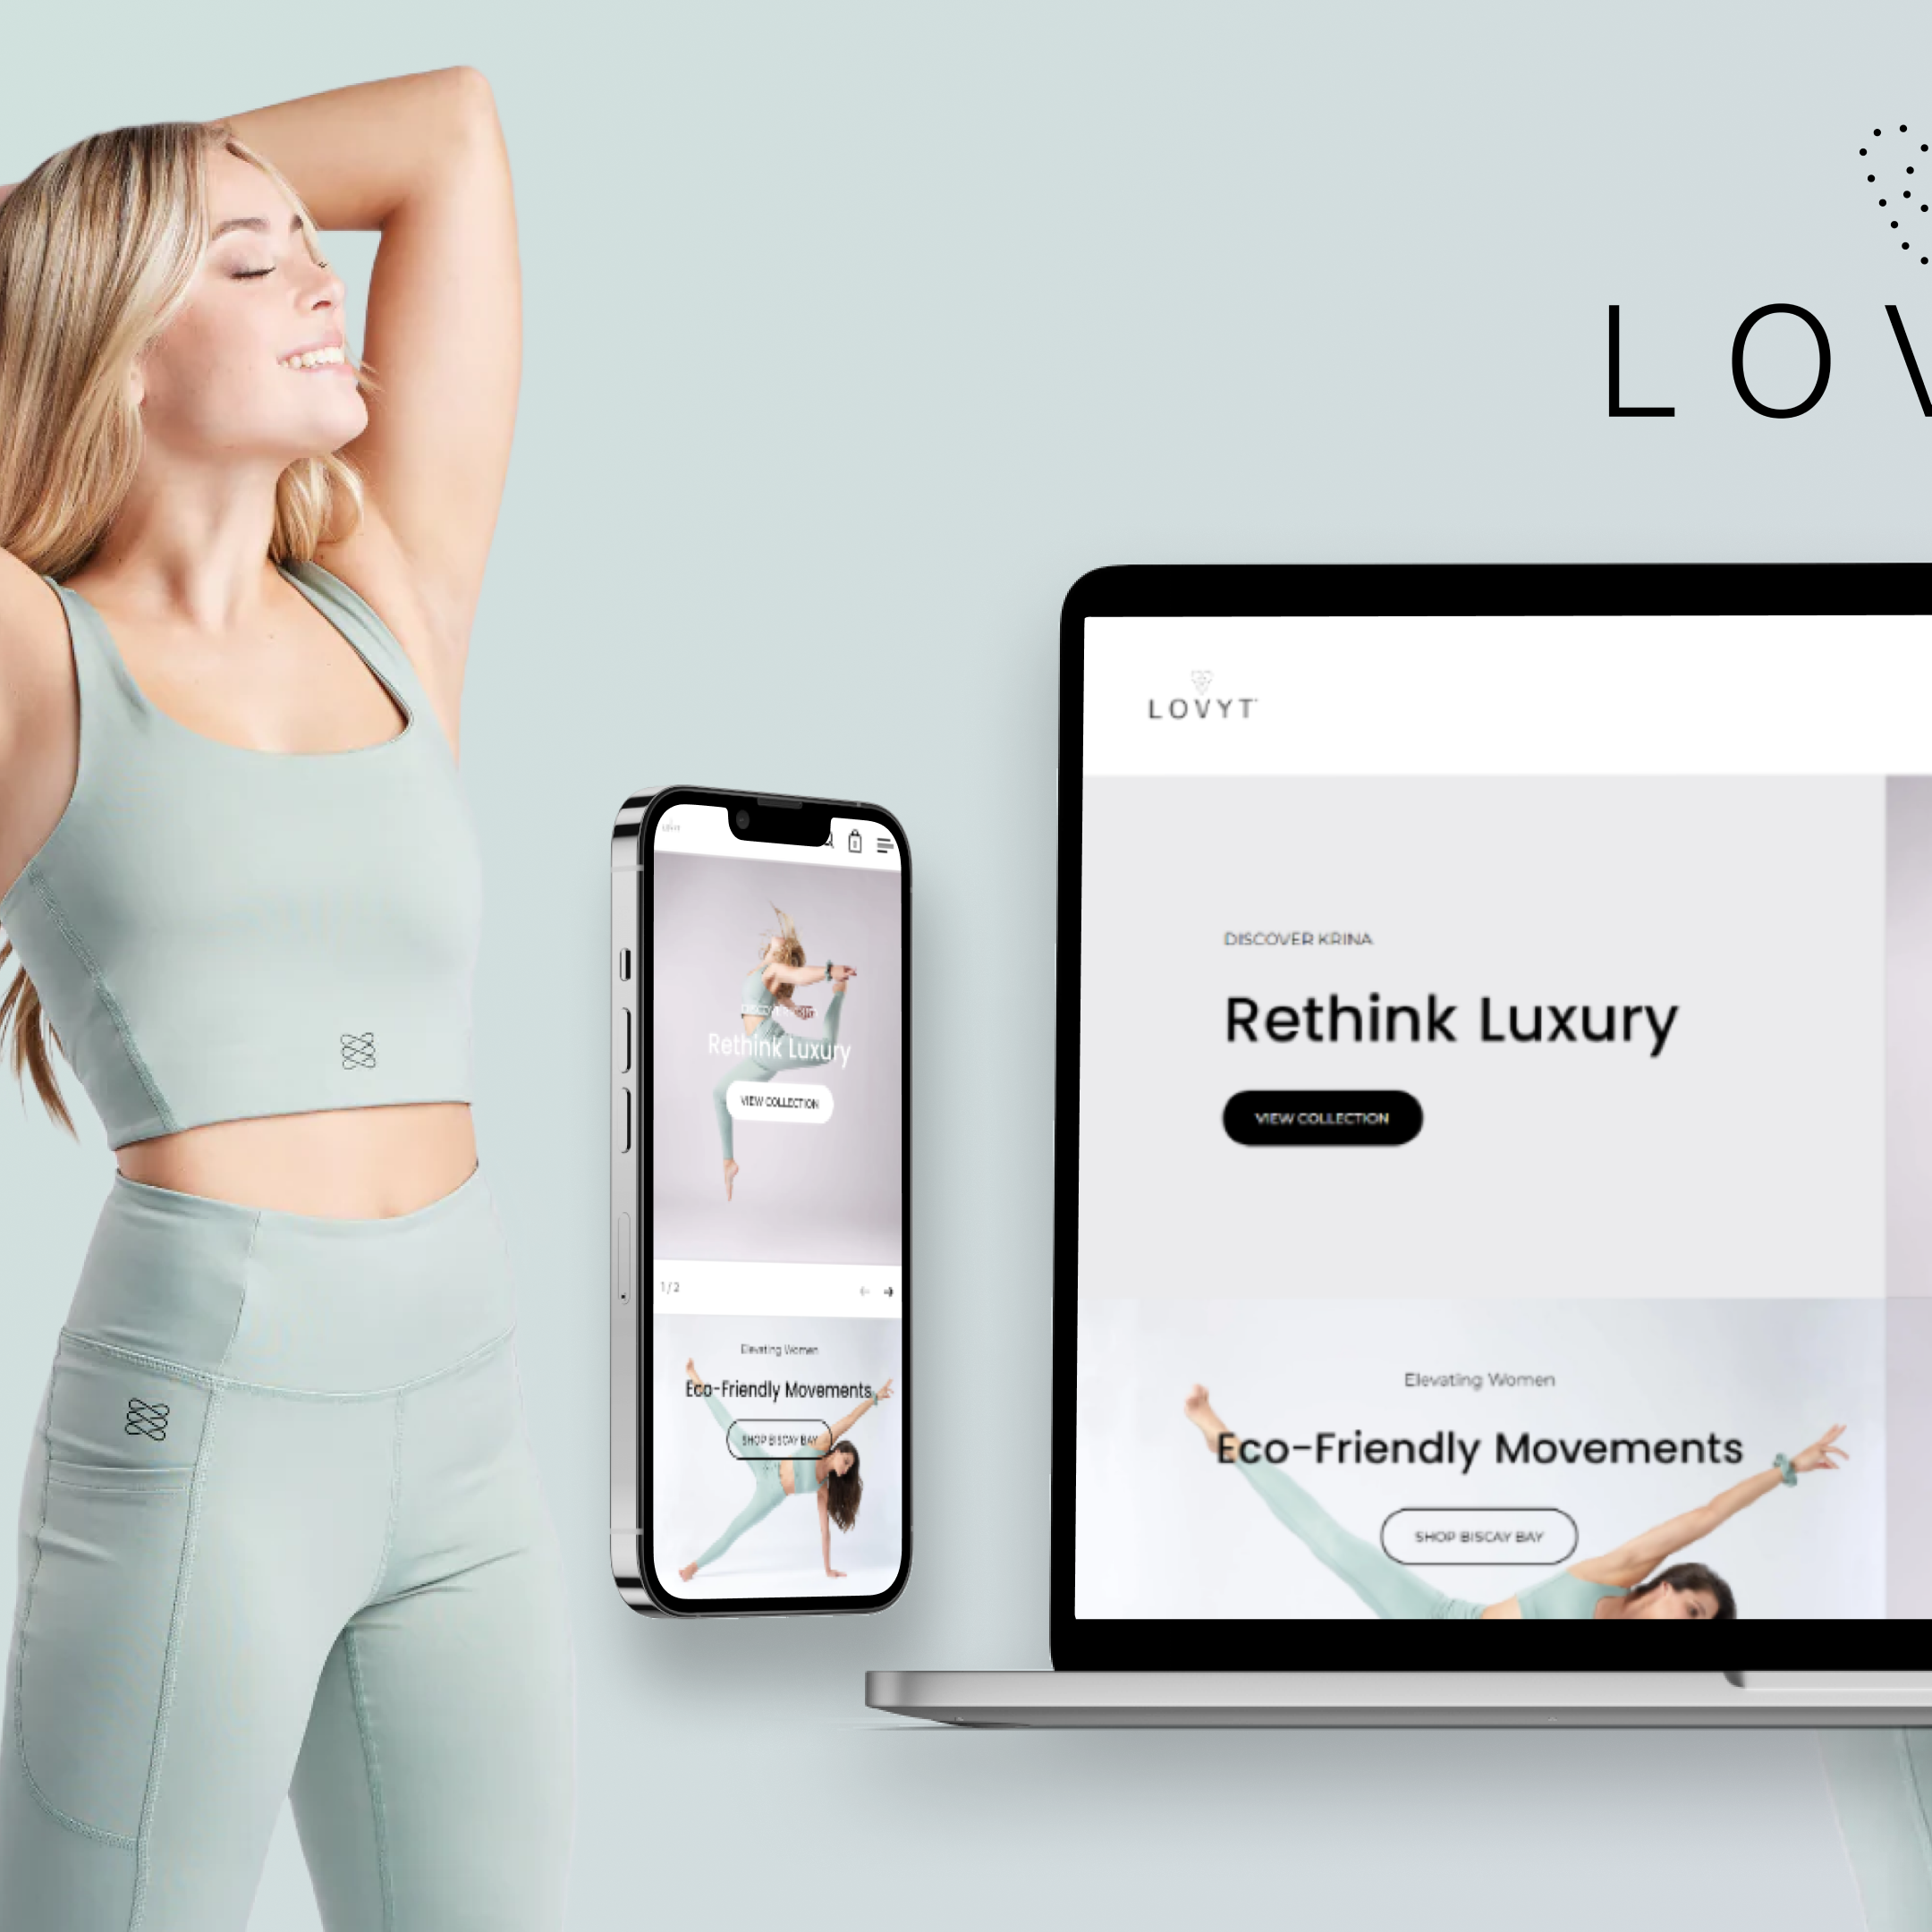 LOV
LOVYT
DISCOVER KRINA
Rethink Luxury
VIEW COLLECTION
Elevating Women
Eco-Friendly Movements
SHOP BISCAY BAY
Rethink Luxury
VIEW COLLECTION
1 / 2
Elevating Women
Eco-Friendly Movements
SHOP BISCAY BAY